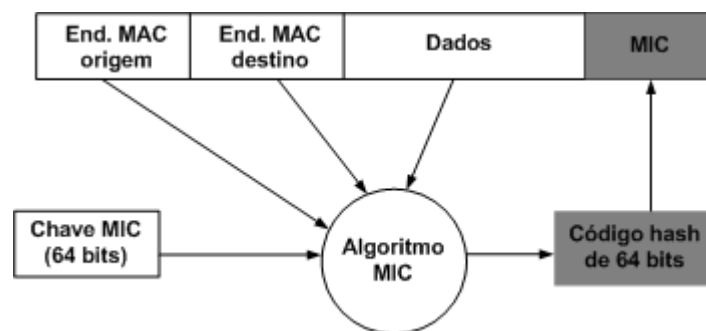 End. MAC
origem
End. MAC
destino
Dados
MIC
Chave MIC
(64 bits)
Algoritmo
MIC
Código hash
de 64 bits